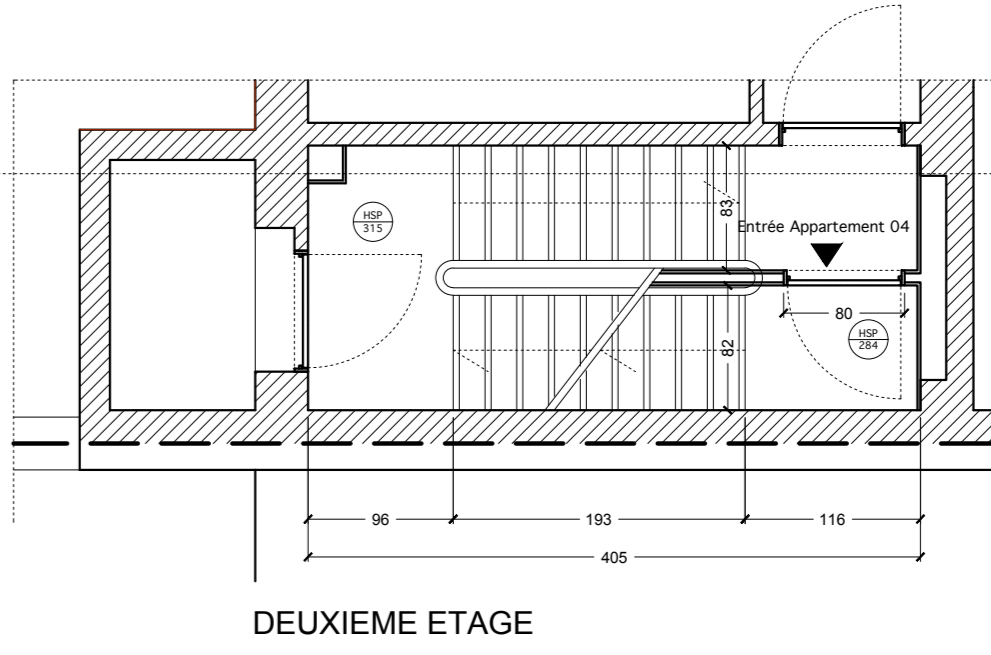 HSP
315
83
Entrée Appartement 04
80
HSP
284
82
96
193
116
405
DEUXIEME ETAGE